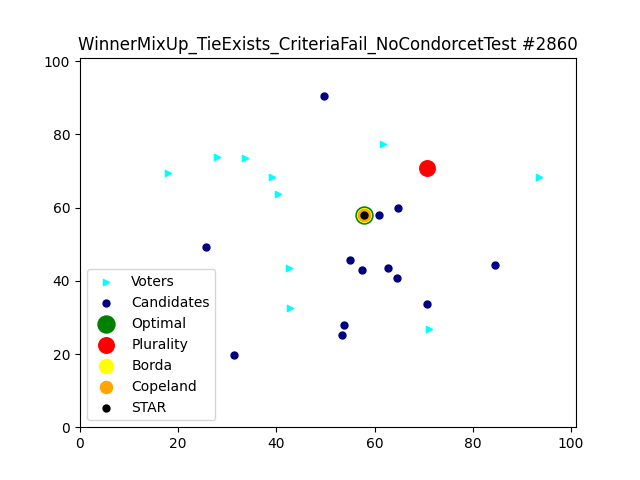 WinnerMixUp_TieExists_CriteriaFail_NoCondorcetTest #2860
100
80
60
40
20
0
Voters
Candidates
Optimal
Plurality
Borda
Copeland
STAR
0 20 40 60 80 100